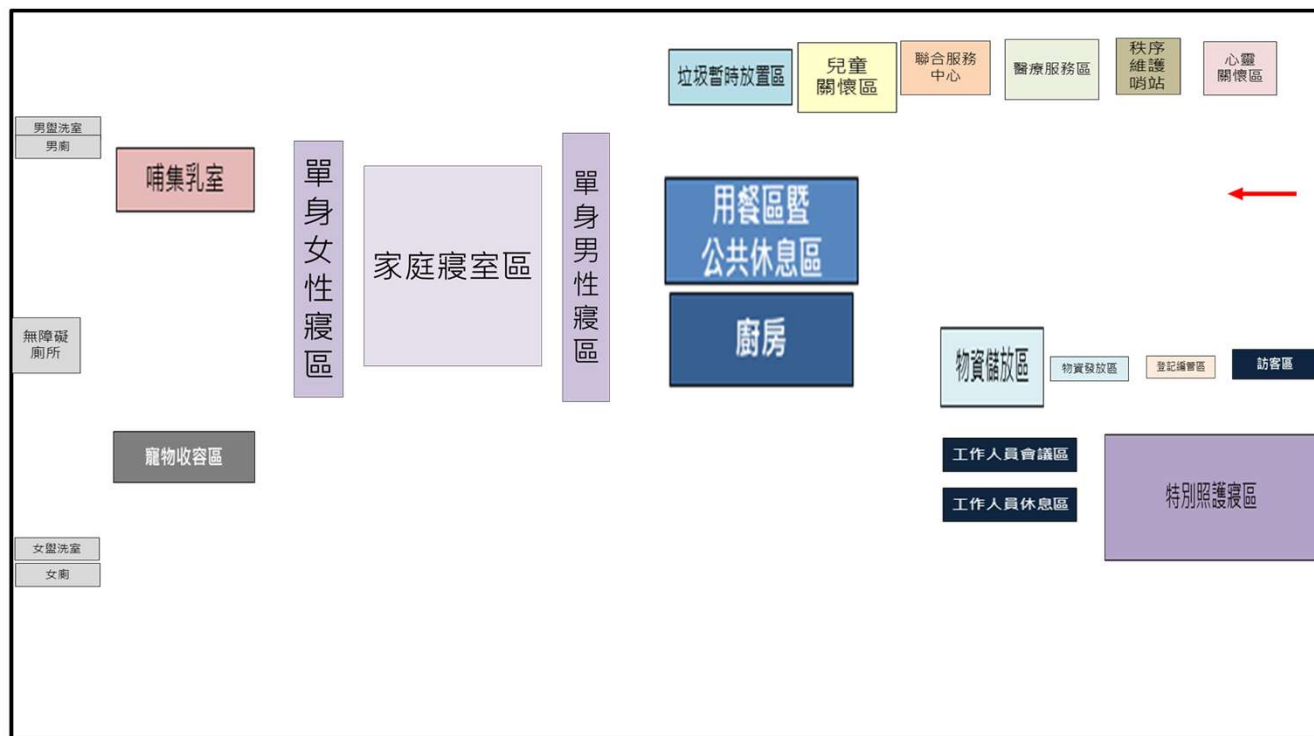 垃圾暫時放置區
兒童
關懷區
聯合服務
中心
醫療服務區
秩序
維護
哨站
心靈
關懷區
男盥洗室
男廁
哺集乳室
單身女性寢區
家庭寢室區
單身男性寢區
用餐區暨
公共休息區
廚房
無障礙
廁所
物資儲放區
物資發放區
登記編管區
訪客區
寵物收容區
工作人員會議區
工作人員休息區
特別照護寢區
女盥洗室
女廁